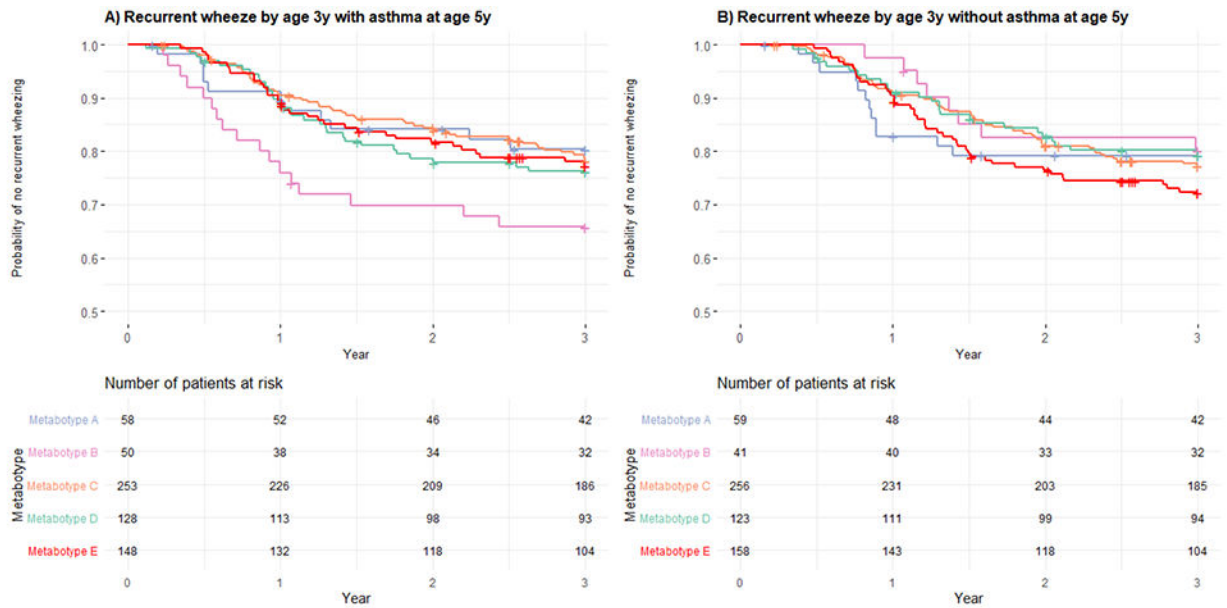 A) Recurrent wheeze by age 3y with asthma at age 5y
1.0
0.9
0.8
0.7
0.6
0.5
Probability of no recurrent wheezing
0 1 2 3
Year
Number of patients at risk
Metabotype
Metabotype A 58 52 46 42
Metabotype B 50 38 34 32
Metabotype C 253 226 209 186
Metabotype D 128 113 98 93
Metabotype E 148 132 118 104
0 1 2 3
Year
B) Recurrent wheeze by age 3y without asthma at age 5y
1.0
0.9
0.8
0.7
0.6
0.5
Probability of no recurrent wheezing
0 1 2 3
Year
Number of patients at risk
Metabotype
Metabotype A 59 48 44 42
Metabotype B 41 40 33 32
Metabotype C 256 231 203 185
Metabotype D 123 111 99 94
Metabotype E 158 143 118 104
0 1 2 3
Year